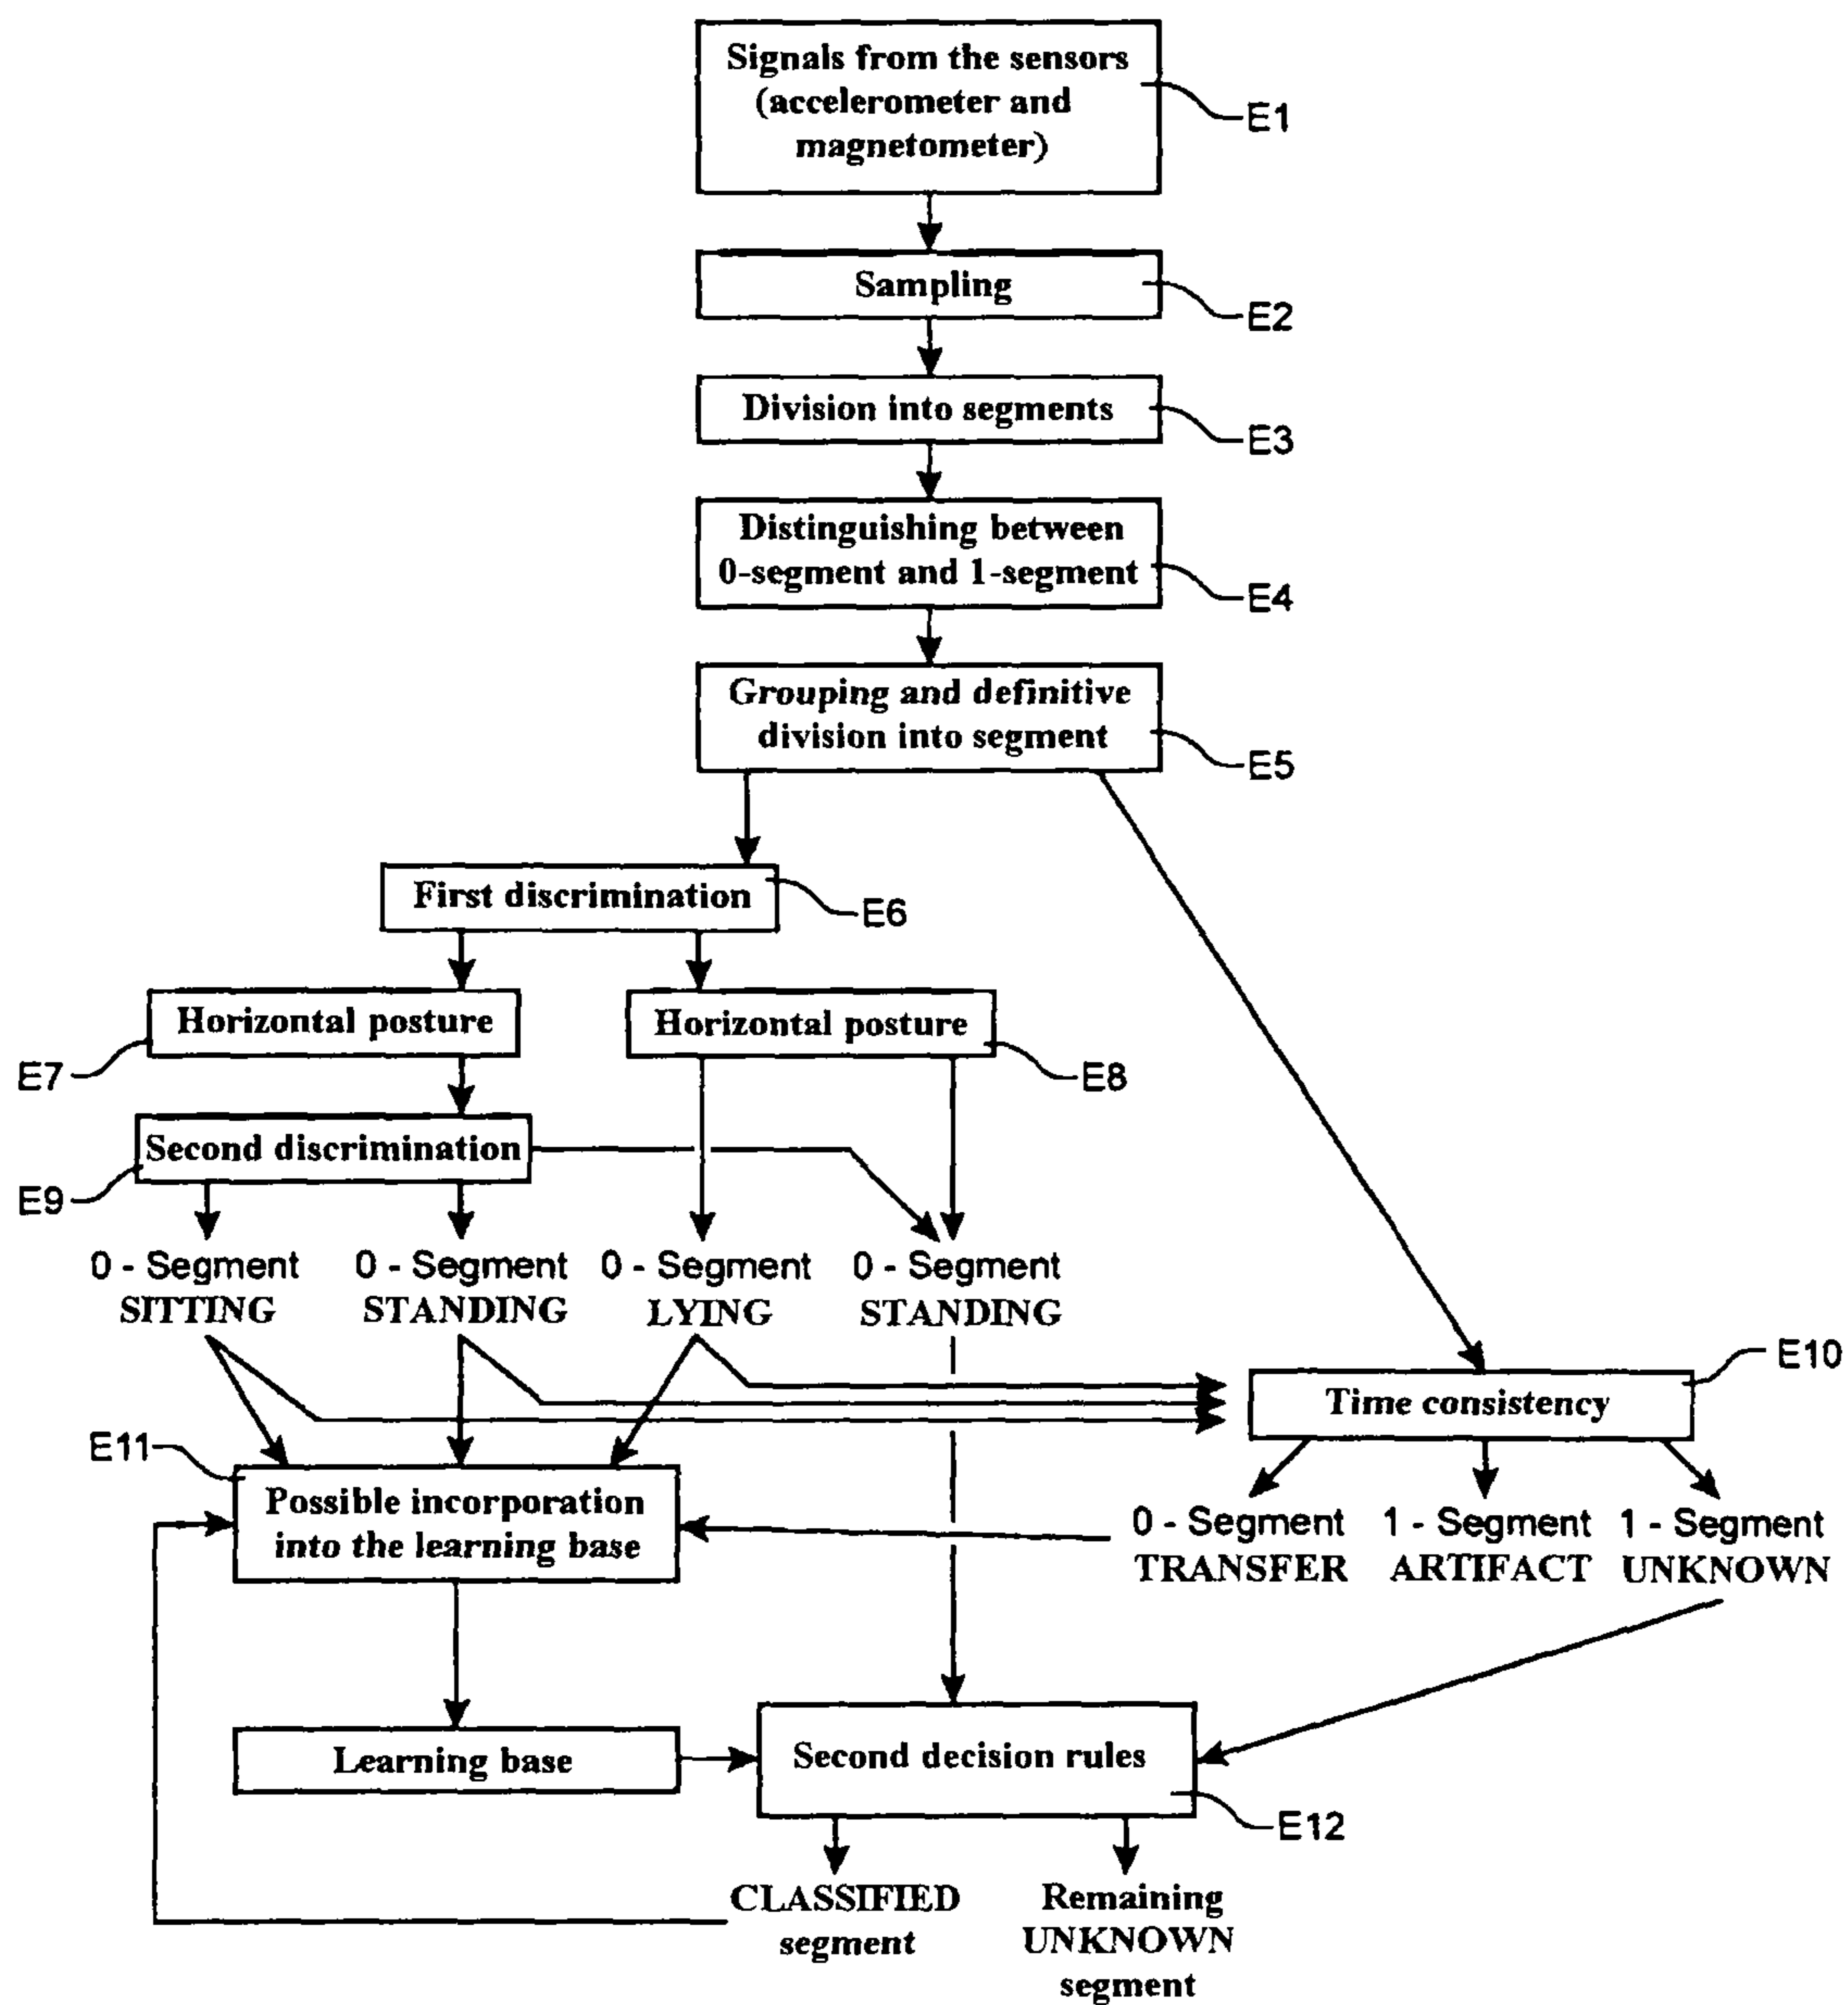 Signals from the sensors
(accelerometer and
magnetometer)
E1
Sampling
E2
Division into segments
E3
Distinguishing between
0-segment and 1-segment
E4
Grouping and definitive
division into segment
E5
First discrimination
E6
Horizontal posture
E7
Horizontal posture
E8
Second discrimination
E9
0 - Segment
SITTING
0 - Segment
STANDING
0 - Segment
LYING
0 - Segment
STANDING
Time consistency
E10
E11
Possible incorporation
into the learning base
0 - Segment
TRANSFER
1 - Segment
ARTIFACT
1 - Segment
UNKNOWN
Learning base
Second decision rules
E12
CLASSIFIED
segment
Remaining
UNKNOWN
segment